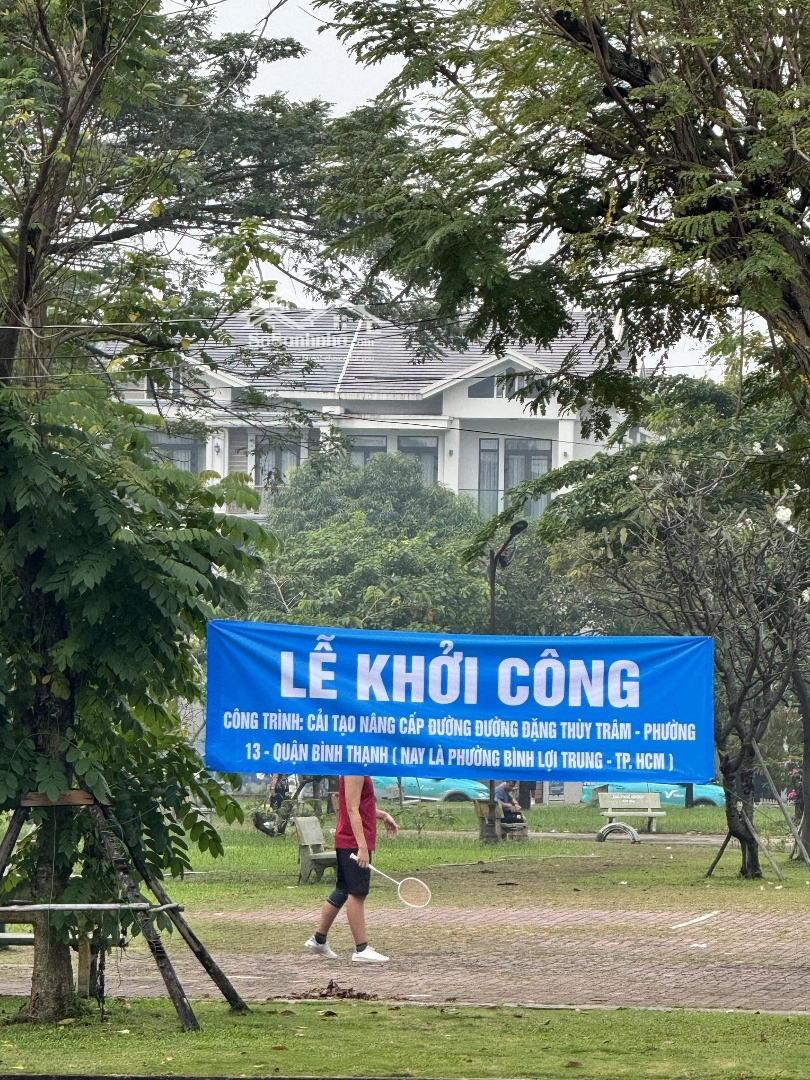 LỄ KHỞI CÔNG
CÔNG TRÌNH: CẢI TẠO NÂNG CẤP ĐƯỜNG ĐƯỜNG ĐẶNG THÙY TRÂM - PHƯỜNG
13 - QUẬN BÌNH THẠNH ( NAY LÀ PHƯỜNG BÌNH LỢI TRUNG - TP. HCM )